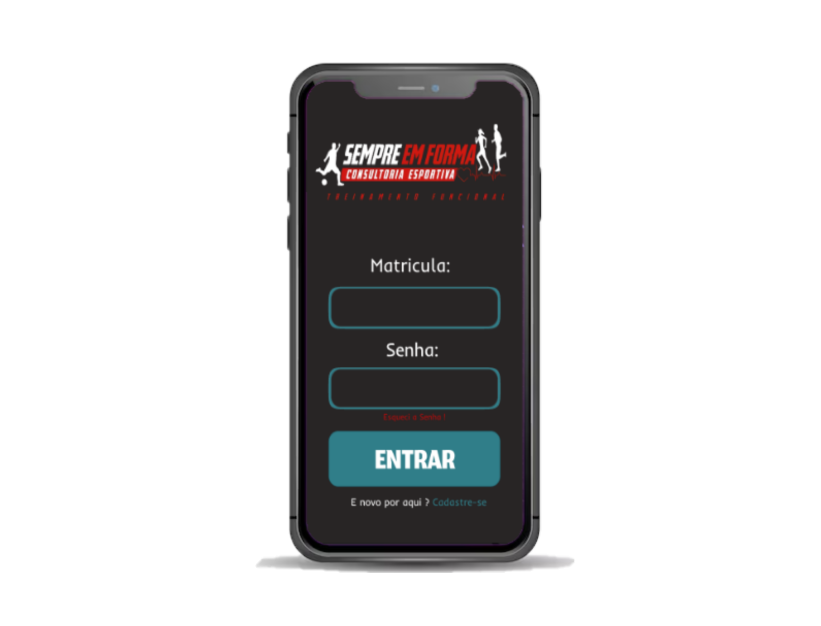 SEMPRE EM FORMA
CONSULTORIA ESPORTIVA
TREINAMENTO FUNCIONAL
Matricula:
Senha:
Esqueci a Senha!
ENTRAR
E novo por aqui ? Cadastre-se